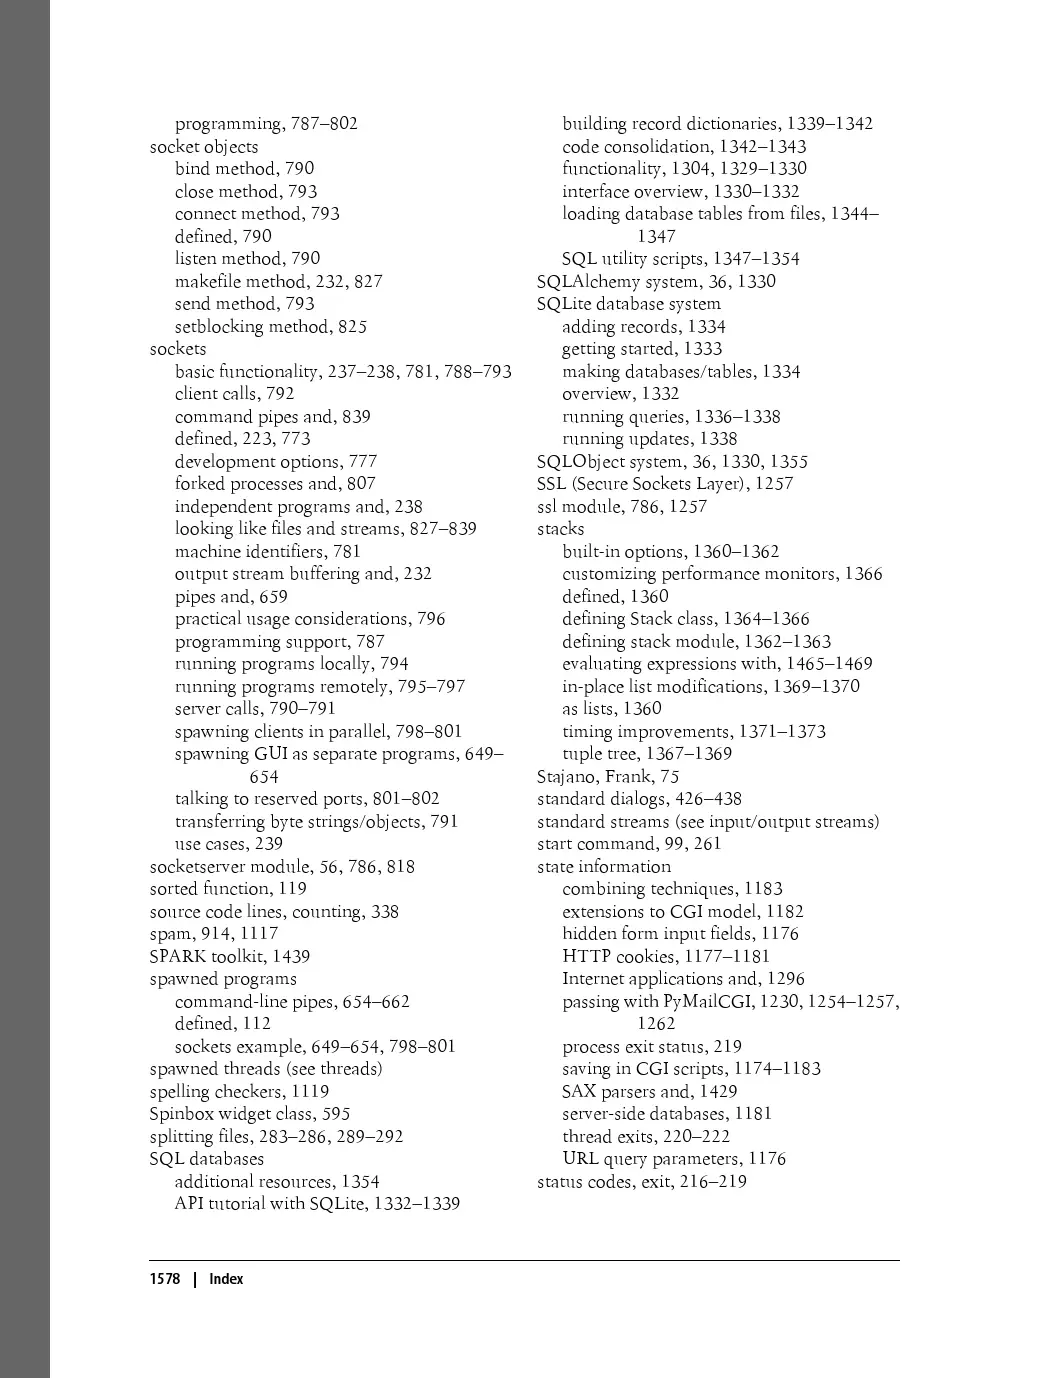 programming, 787–802
socket objects
bind method, 790
close method, 793
connect method, 793
defined, 790
listen method, 790
makefile method, 232, 827
send method, 793
setblocking method, 825
sockets
basic functionality, 237–238, 781, 788–793
client calls, 792
command pipes and, 839
defined, 223, 773
development options, 777
forked processes and, 807
independent programs and, 238
looking like files and streams, 827–839
machine identifiers, 781
output stream buffering and, 232
pipes and, 659
practical usage considerations, 796
programming support, 787
running programs locally, 794
running programs remotely, 795–797
server calls, 790–791
spawning clients in parallel, 798–801
spawning GUI as separate programs, 649–
654
talking to reserved ports, 801–802
transferring byte strings/objects, 791
use cases, 239
socketserver module, 56, 786, 818
sorted function, 119
source code lines, counting, 338
spam, 914, 1117
SPARK toolkit, 1439
spawned programs
command-line pipes, 654–662
defined, 112
sockets example, 649–654, 798–801
spawned threads (see threads)
spelling checkers, 1119
Spinbox widget class, 595
splitting files, 283–286, 289–292
SQL databases
additional resources, 1354
API tutorial with SQLite, 1332–1339
building record dictionaries, 1339–1342
code consolidation, 1342–1343
functionality, 1304, 1329–1330
interface overview, 1330–1332
loading database tables from files, 1344–
1347
SQL utility scripts, 1347–1354
SQLAlchemy system, 36, 1330
SQLite database system
adding records, 1334
getting started, 1333
making databases/tables, 1334
overview, 1332
running queries, 1336–1338
running updates, 1338
SQLObject system, 36, 1330, 1355
SSL (Secure Sockets Layer), 1257
ssl module, 786, 1257
stacks
built-in options, 1360–1362
customizing performance monitors, 1366
defined, 1360
defining Stack class, 1364–1366
defining stack module, 1362–1363
evaluating expressions with, 1465–1469
in-place list modifications, 1369–1370
as lists, 1360
timing improvements, 1371–1373
tuple tree, 1367–1369
Stajano, Frank, 75
standard dialogs, 426–438
standard streams (see input/output streams)
start command, 99, 261
state information
combining techniques, 1183
extensions to CGI model, 1182
hidden form input fields, 1176
HTTP cookies, 1177–1181
Internet applications and, 1296
passing with PyMailCGI, 1230, 1254–1257,
1262
process exit status, 219
saving in CGI scripts, 1174–1183
SAX parsers and, 1429
server-side databases, 1181
thread exits, 220–222
URL query parameters, 1176
status codes, exit, 216–219
1578 | Index